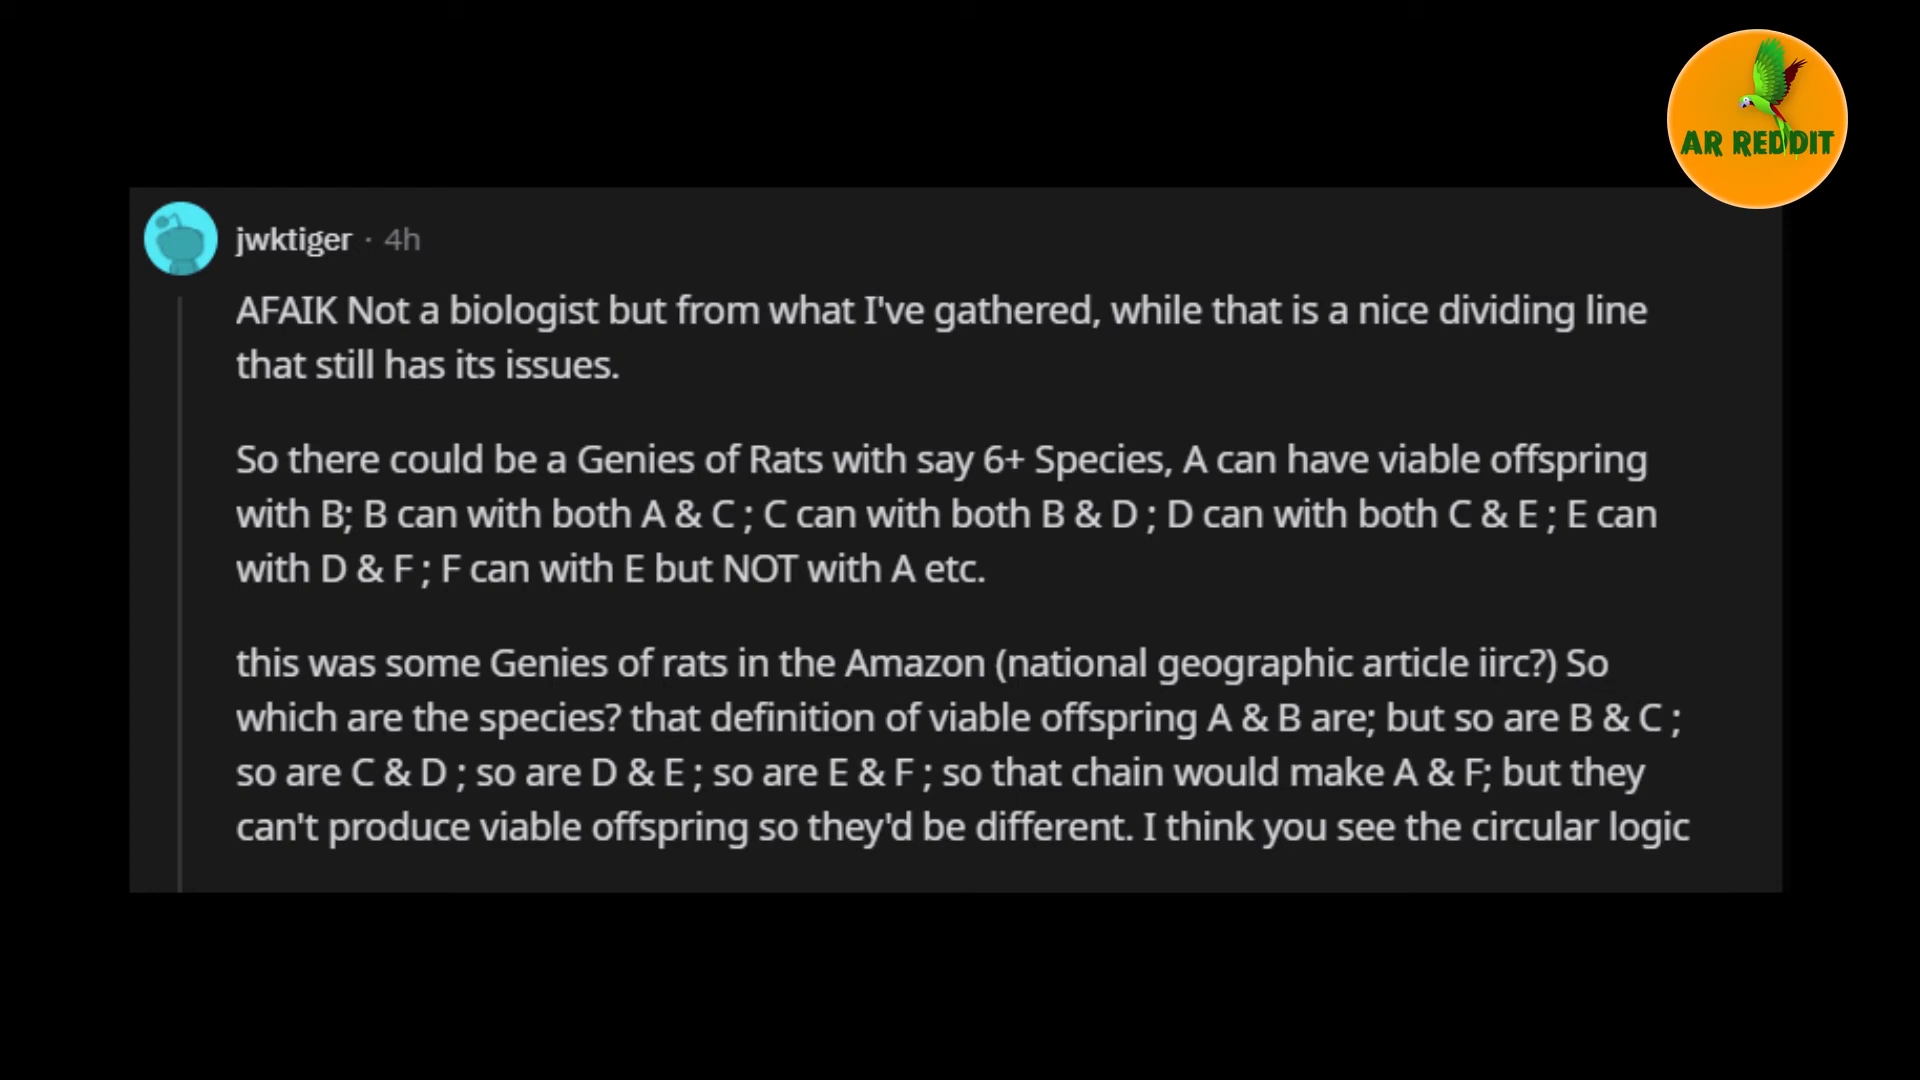 AR REDDIT
jwktiger · 4h
AFAIK Not a biologist but from what I've gathered, while that is a nice dividing line
that still has its issues.
So there could be a Genies of Rats with say 6+ Species, A can have viable offspring
with B; B can with both A & C ; C can with both B & D ; D can with both C & E ; E can
with D & F ; F can with E but NOT with A etc.
this was some Genies of rats in the Amazon (national geographic article iirc?) So
which are the species? that definition of viable offspring A & B are; but so are B & C ;
so are C & D ; so are D & E ; so are E & F ; so that chain would make A & F; but they
can't produce viable offspring so they'd be different. I think you see the circular logic